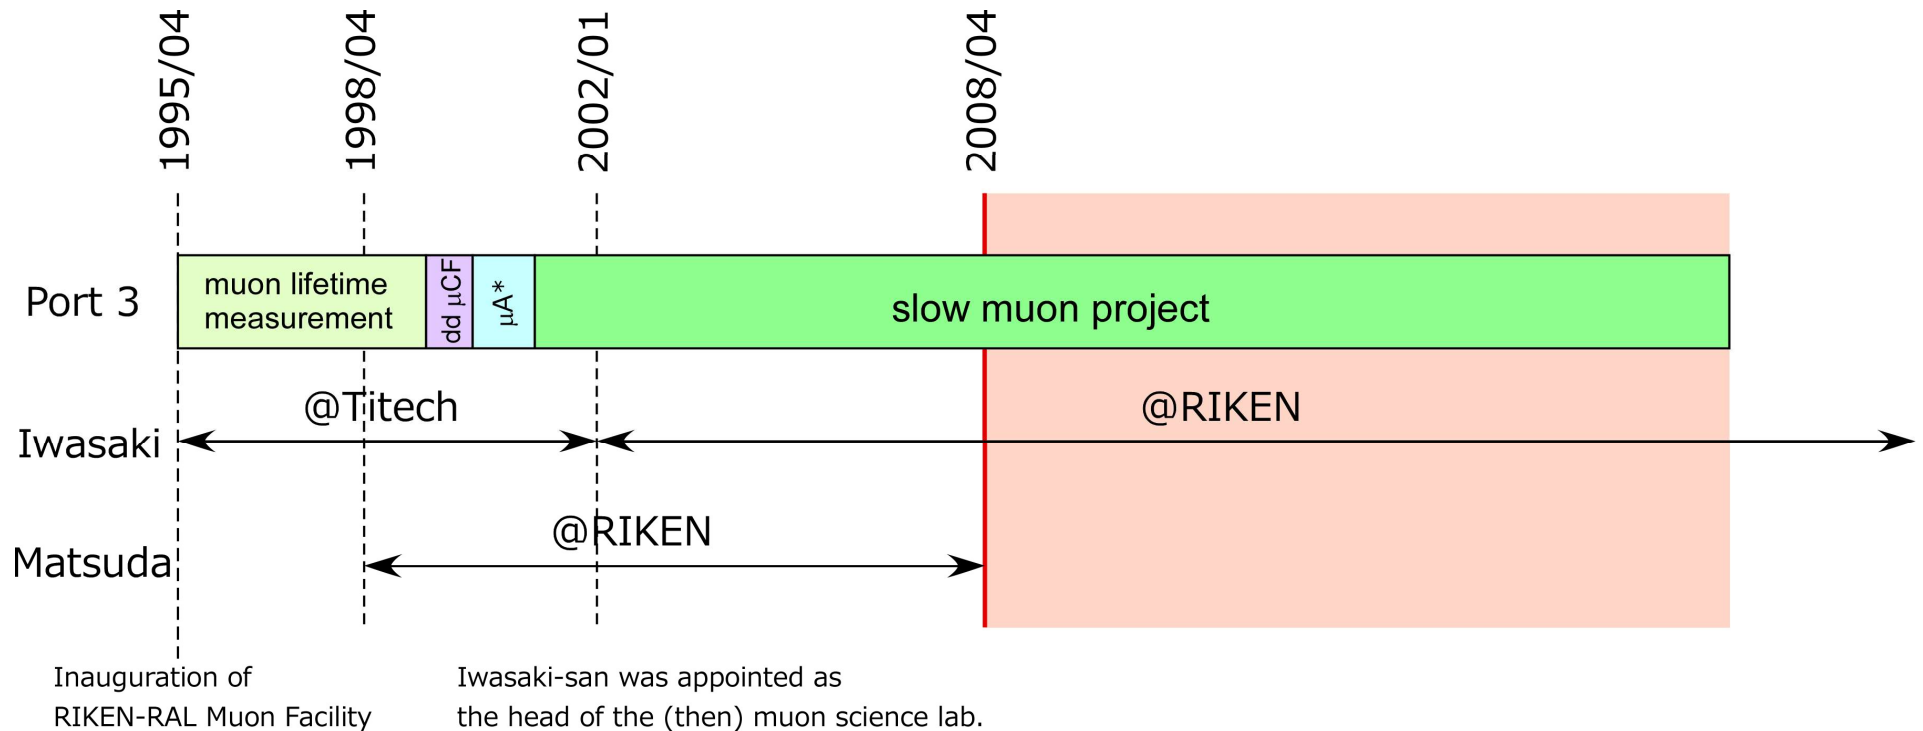 1995/04
1998/04
2002/01
2008/04
Port 3
muon lifetime
measurement
dd μCF
μA*
slow muon project
Iwasaki
@Titech
@RIKEN
Matsuda
@RIKEN
Inauguration of
RIKEN-RAL Muon Facility
Iwasaki-san was appointed as
the head of the (then) muon science lab.